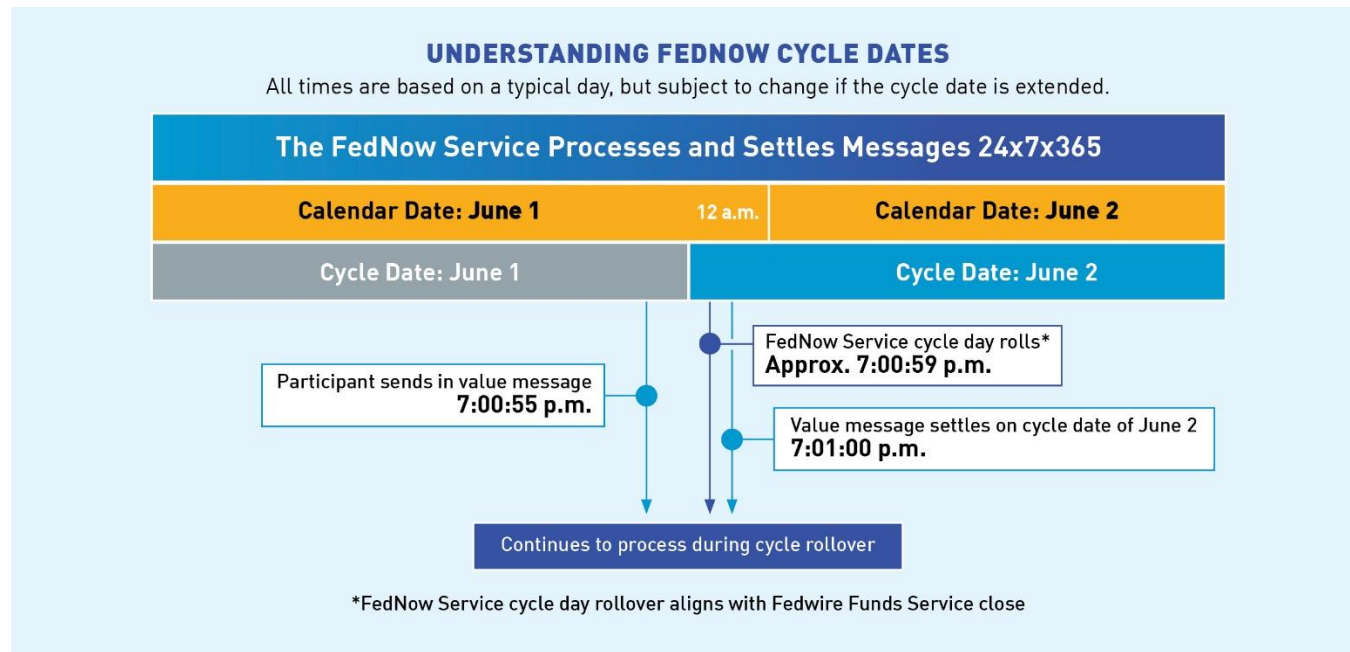 UNDERSTANDING FEDNOW CYCLE DATES
All times are based on a typical day, but subject to change if the cycle date is extended.
The FedNow Service Processes and Settles Messages 24x7x365
Calendar Date: June 1
12 a.m.
Calendar Date: June 2
Cycle Date: June 1
Cycle Date: June 2
Participant sends in value message
7:00:55 p.m.
FedNow Service cycle day rolls*
Approx. 7:00:59 p.m.
Value message settles on cycle date of June 2
7:01:00 p.m.
Continues to process during cycle rollover
*FedNow Service cycle day rollover aligns with Fedwire Funds Service close